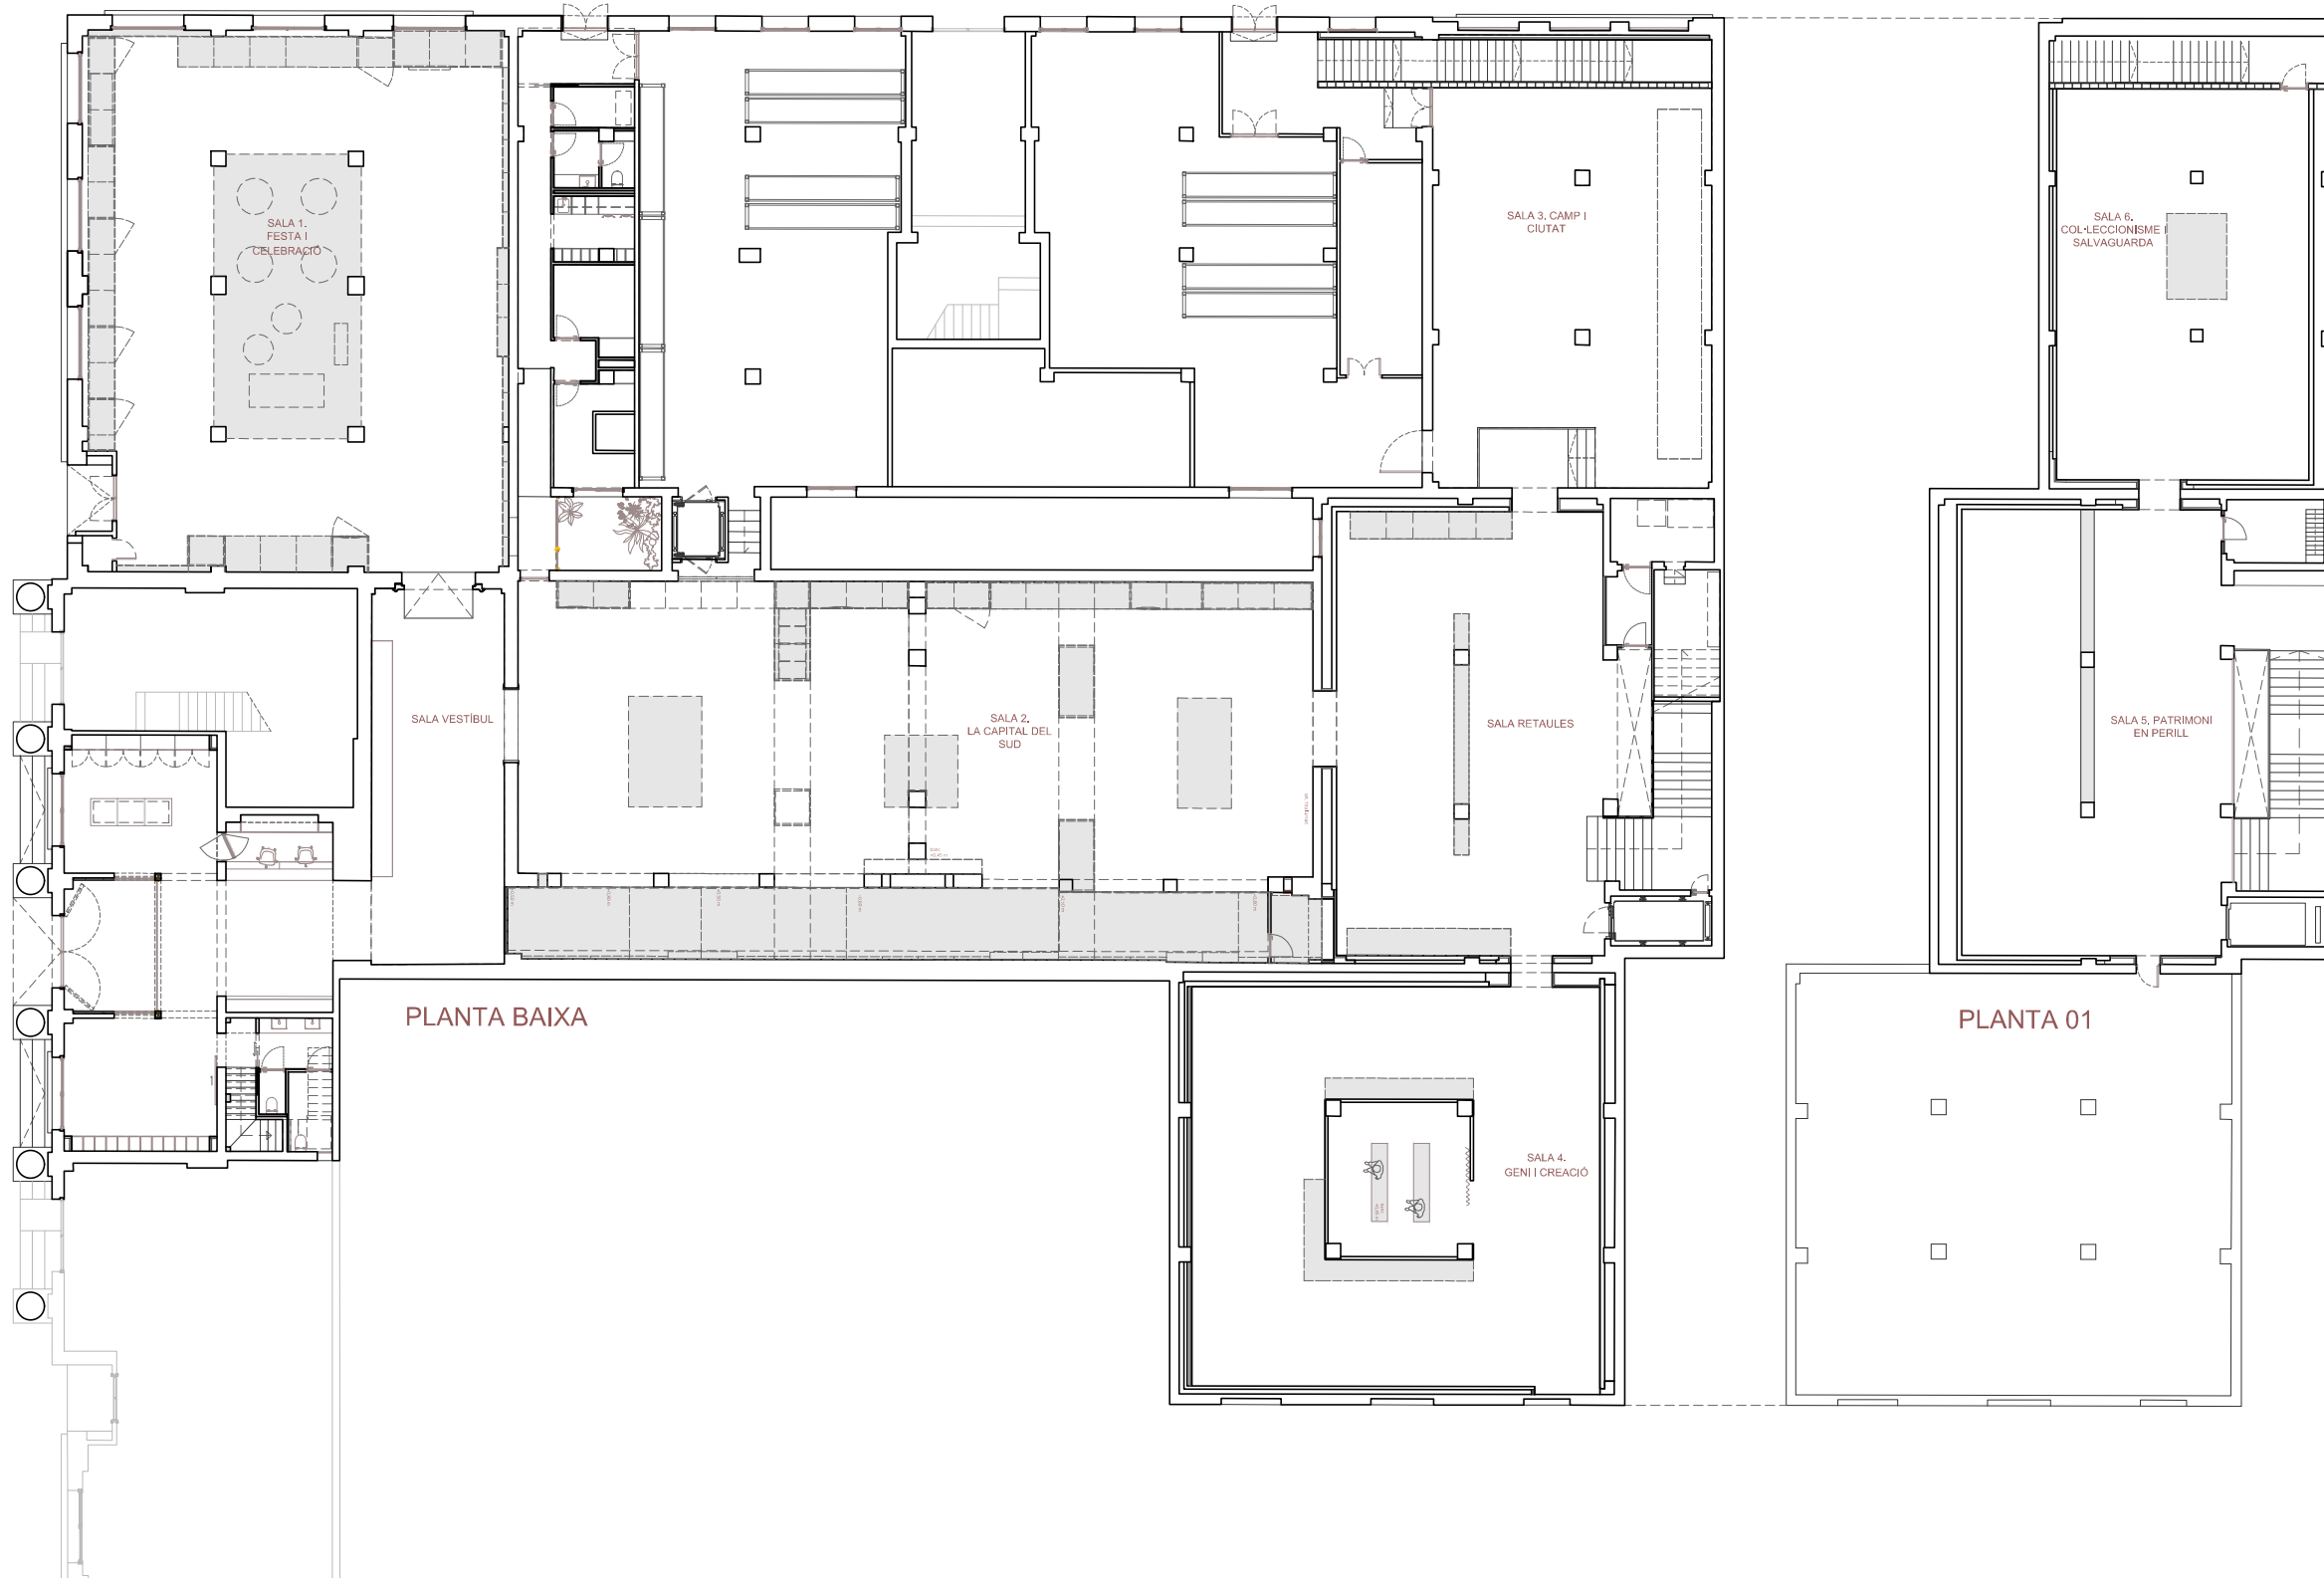 SALA 1.
FESTA I
CELEBRACIÓ
SALA 3. CAMP I
CIUTAT
SALA 6.
COL·LECCIONISME I
SALVAGUARDA
SALA VESTÍBUL
SALA 2.
LA CAPITAL DEL
SUD
SALA RETAULES
SALA 5. PATRIMONI
EN PERILL
PLANTA BAIXA
PLANTA 01
SALA 4.
GENI I CREACIÓ